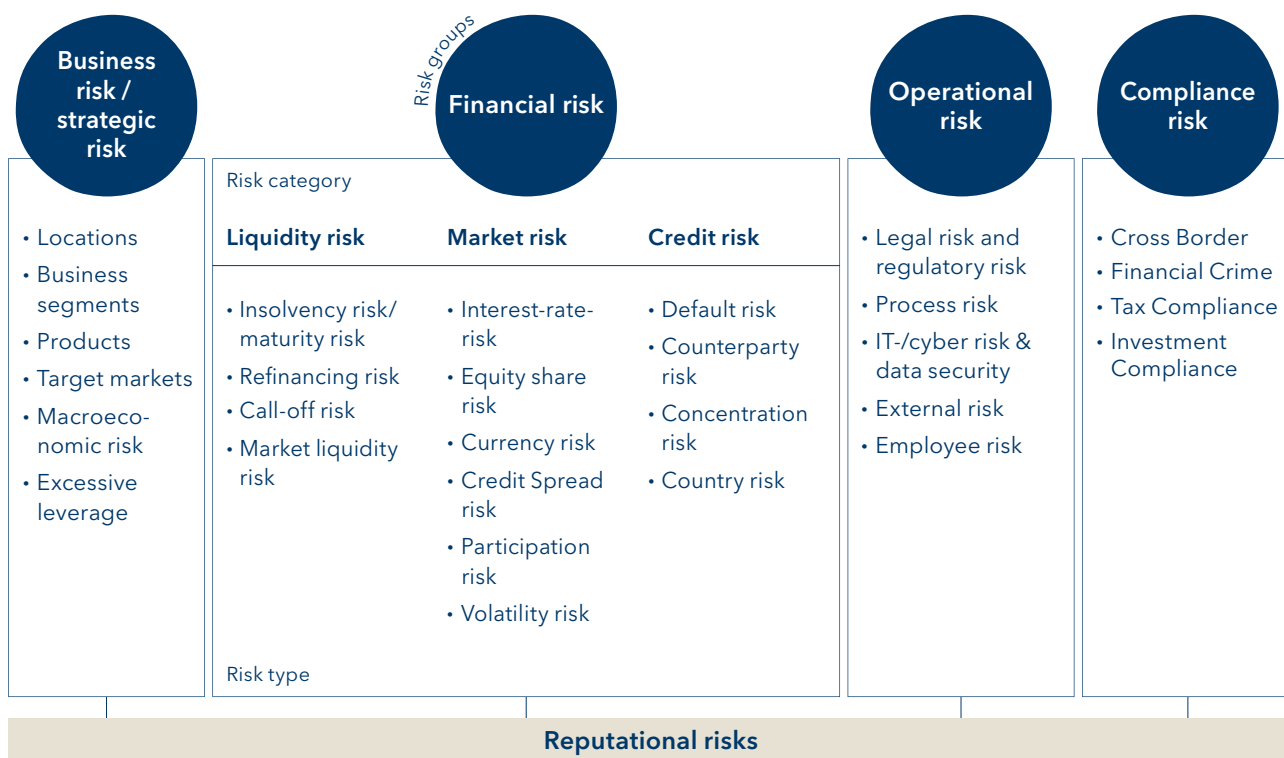 Business
risk /
strategic
risk
• Locations
• Business
segments
• Products
• Target markets
• Macroeco-
nomic risk
• Excessive
leverage
Risk groups
Financial risk
Risk category
Liquidity risk
• Insolvency risk/
maturity risk
• Refinancing risk
• Call-off risk
• Market liquidity
risk
Market risk
• Interest-rate-
risk
• Equity share
risk
• Currency risk
• Credit Spread
risk
• Participation
risk
• Volatility risk
Credit risk
• Default risk
• Counterparty
risk
• Concentration
risk
• Country risk
Risk type
Operational
risk
• Legal risk and
regulatory risk
• Process risk
• IT-/cyber risk &
data security
• External risk
• Employee risk
Compliance
risk
• Cross Border
• Financial Crime
• Tax Compliance
• Investment
Compliance
Reputational risks